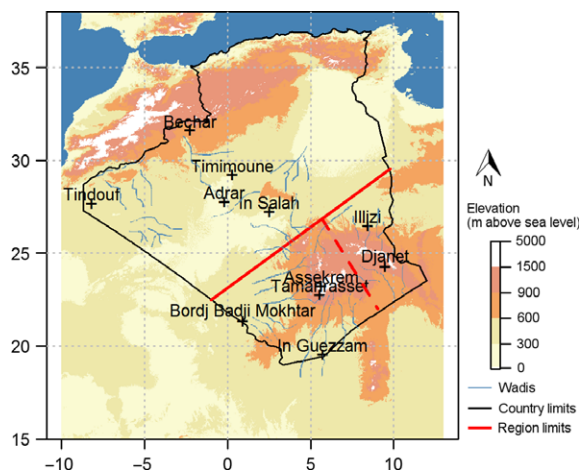 35
30
25
20
15
−10
−5
0
5
10
Bechar
Timimoune
Tindouf
Adrar
In Salah
Illizi
Djanet
Assekrem
Tamanrasset
Bordj Badji Mokhtar
In Guezzam
N
Elevation
(m above sea level)
5000
1500
900
600
300
0
Wadis
Country limits
Region limits